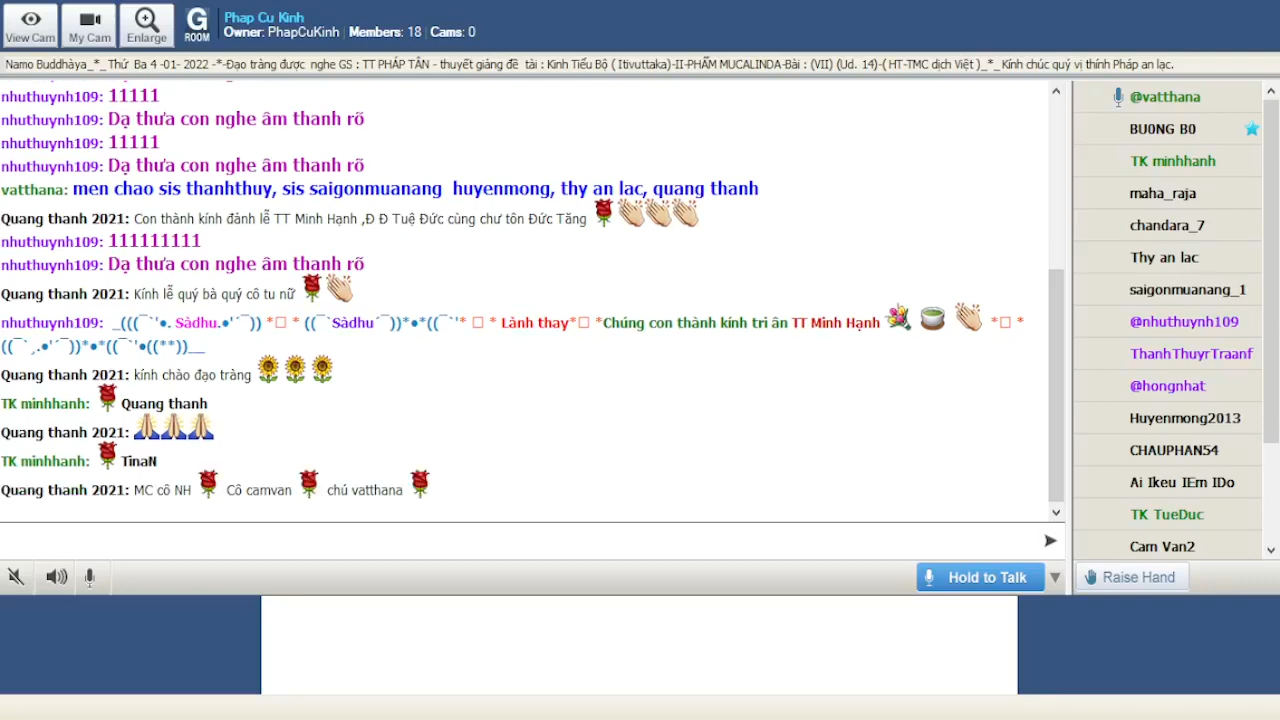 View Cam
My Cam
Enlarge
G
ROOM
Phap Cu Kinh
Owner: PhapCuKinh | Members: 18 | Cams: 0
Namo Buddhàya_*_Thứ Ba 4 -01- 2022 -*-Đạo tràng được nghe GS : TT PHÁP TÂN - thuyết giảng đề tài : Kinh Tiểu Bộ ( Itivuttaka)-II-PHẨM MUCALINDA-Bài : (VII) (Ud. 14)-( HT-TMC dịch Việt )_*_Kính chúc quý vị thính Pháp an lạc.
nhuthuynh109: 11111
nhuthuynh109: Dạ thưa con nghe âm thanh rõ
nhuthuynh109: 11111
nhuthuynh109: Dạ thưa con nghe âm thanh rõ
vatthana: men chao sis thanhthuy, sis saigonmuanang huyenmong, thy an lac, quang thanh
Quang thanh 2021: Con thành kính đảnh lễ TT Minh Hạnh ,Đ Đ Tuệ Đức cùng chư tôn Đức Tăng 🌹👏👏👏
nhuthuynh109: 111111111
nhuthuynh109: Dạ thưa con nghe âm thanh rõ
Quang thanh 2021: Kính lễ quý bà quý cô tu nữ 🌹👏
nhuthuynh109: _(((¯`'•. Sàdhu.•'´¯)) *▯ * ((¯`Sàdhu´¯))*•*((¯`'* ▯ * Lành thay*▯ *Chúng con thành kính tri ân TT Minh Hạnh 💐 🍵 👏 *▯ *
((¯`¸.•'´¯))*•*((¯`'•((**))__
Quang thanh 2021: kính chào đạo tràng 🌻🌻🌻
TK minhhanh: 🌹 Quang thanh
Quang thanh 2021: 🙏🙏🙏
TK minhhanh: 🌹 TinaN
Quang thanh 2021: MC cô NH 🌹 Cô camvan 🌹 chú vatthana 🌹
@vatthana
BU0NG B0
TK minhhanh
maha_raja
chandara_7
Thy an lac
saigonmuanang_1
@nhuthuynh109
ThanhThuyrTraanf
@hongnhat
Huyenmong2013
CHAUPHAN54
Ai Ikeu IEm IDo
TK TueDuc
Cam Van2
Hold to Talk
Raise Hand